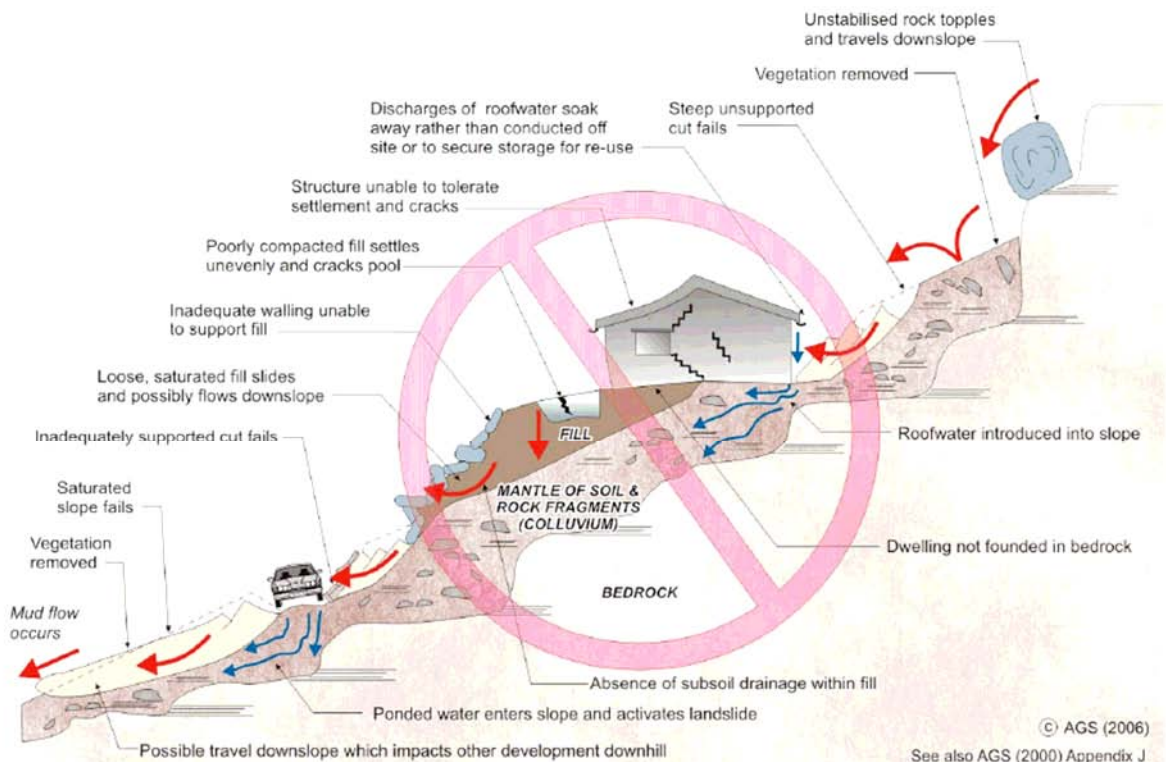 Unstabilised rock topples
and travels downslope
Vegetation removed
Discharges of roofwater soak
away rather than conducted off
site or to secure storage for re-use
Steep unsupported
cut fails
Structure unable to tolerate
settlement and cracks
Poorly compacted fill settles
unevenly and cracks pool
Inadequate walling unable
to support fill
Loose, saturated fill slides
and possibly flows downslope
Inadequately supported cut fails
Saturated
slope fails
Vegetation
removed
Mud flow
occurs
FILL
MANTLE OF SOIL &
ROCK FRAGMENTS
(COLLUVIUM)
BEDROCK
Roofwater introduced into slope
Dwelling not founded in bedrock
Absence of subsoil drainage within fill
Ponded water enters slope and activates landslide
Possible travel downslope which impacts other development downhill
© AGS (2006)
See also AGS (2000) Appendix J